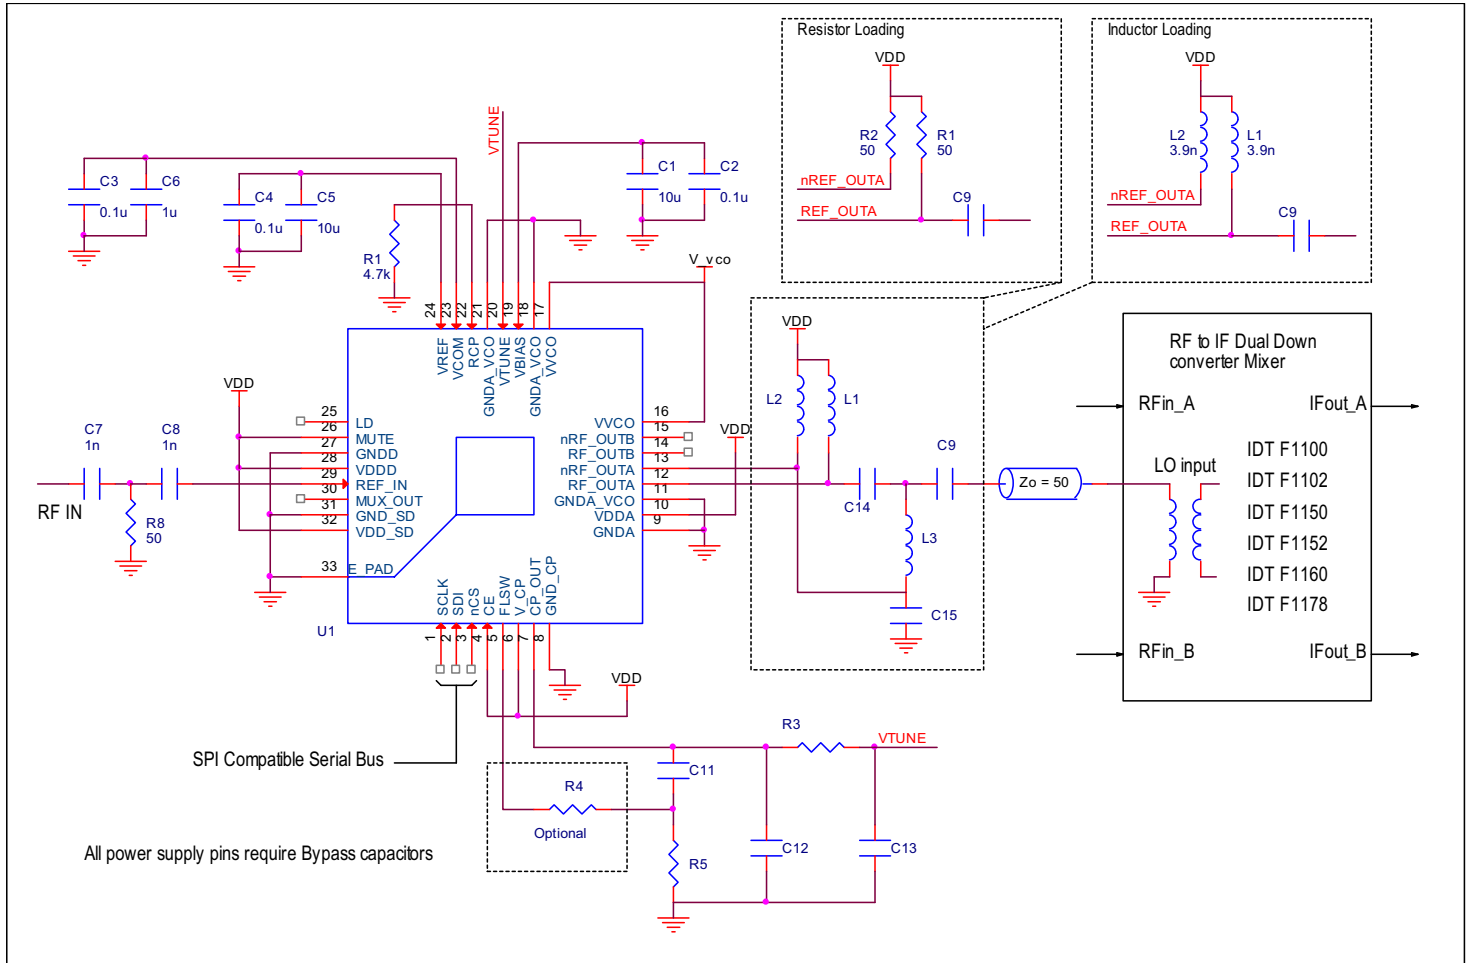 Resistor Loading
VDD
R2
50
R1
50
nREF_OUTA
REF_OUTA
C9
Inductor Loading
VDD
L2
3.9n
L1
3.9n
nREF_OUTA
REF_OUTA
C9
VTUNE
C3
0.1u
C6
1u
C4
0.1u
C5
10u
R1
4.7k
C1
10u
C2
0.1u
V_vco
24
23
22
21
20
19
18
17
VREF
VCOM
RCP
GNDA_VCO
VTUNE
VBIAS
GNDA_VCO
VVCO
VDD
25
LD
26
MUTE
27
GNDD
28
VDDD
29
REF_IN
30
MUX_OUT
31
GND_SD
32
VDD_SD
33
E_PAD
C7
1n
C8
1n
RF IN
R8
50
VVCO
16
nRF_OUTB
15
RF_OUTB
14
nRF_OUTA
13
RF_OUTA
12
GNDA_VCO
11
VDDA
10
GNDA
9
VDD
SCLK
SDI
nCS
CE
FLSW
V_CP
CP_OUT
GND_CP
1
2
3
4
5
6
7
8
U1
VDD
L2
L1
C14
C9
L3
C15
Zo = 50
RF to IF Dual Down
converter Mixer
RFin_A
IFout_A
LO input
IDT F1100
IDT F1102
IDT F1150
IDT F1152
IDT F1160
IDT F1178
RFin_B
IFout_B
VDD
SPI Compatible Serial Bus
R4
Optional
C11
R5
R3
VTUNE
C12
C13
All power supply pins require Bypass capacitors